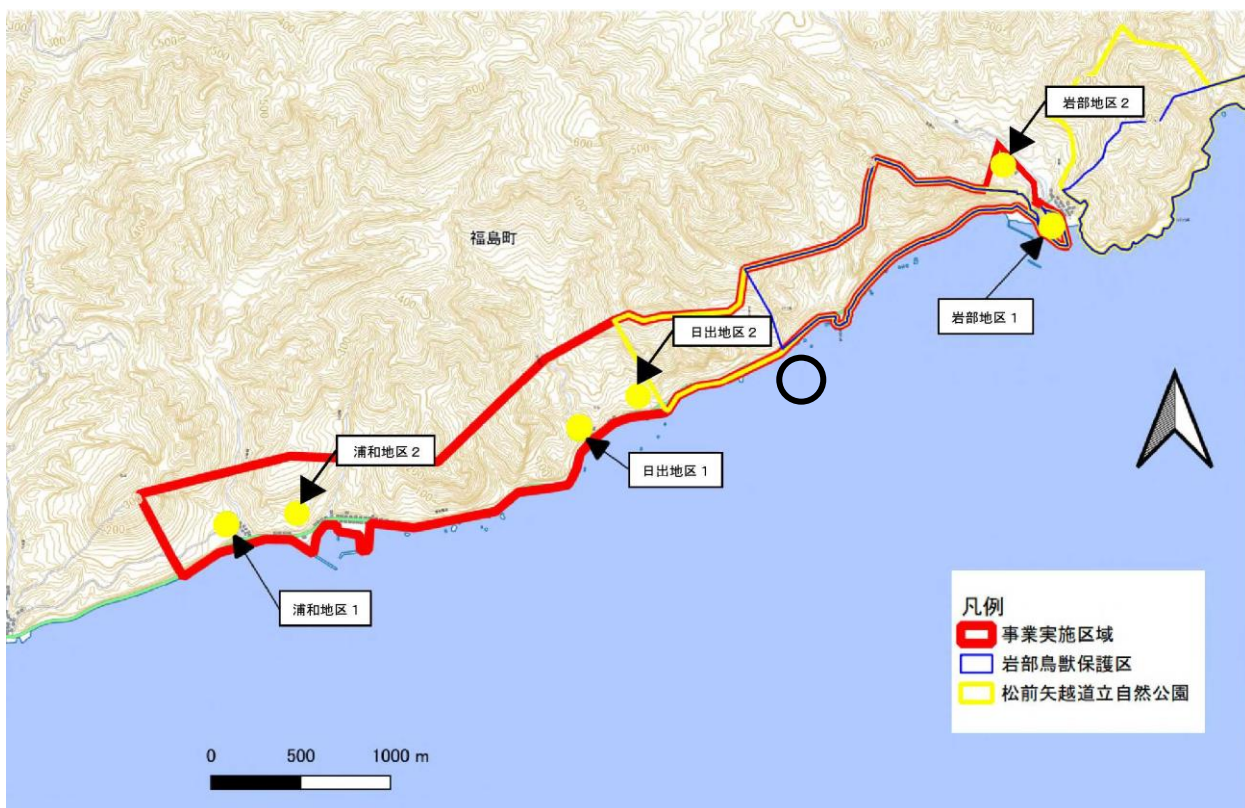 岩部地区2
福島町
岩部地区1
日出地区2
浦和地区2
日出地区1
浦和地区1
凡例
事業実施区域
岩部鳥獣保護区
松前矢越道立自然公園
0 500 1000 m